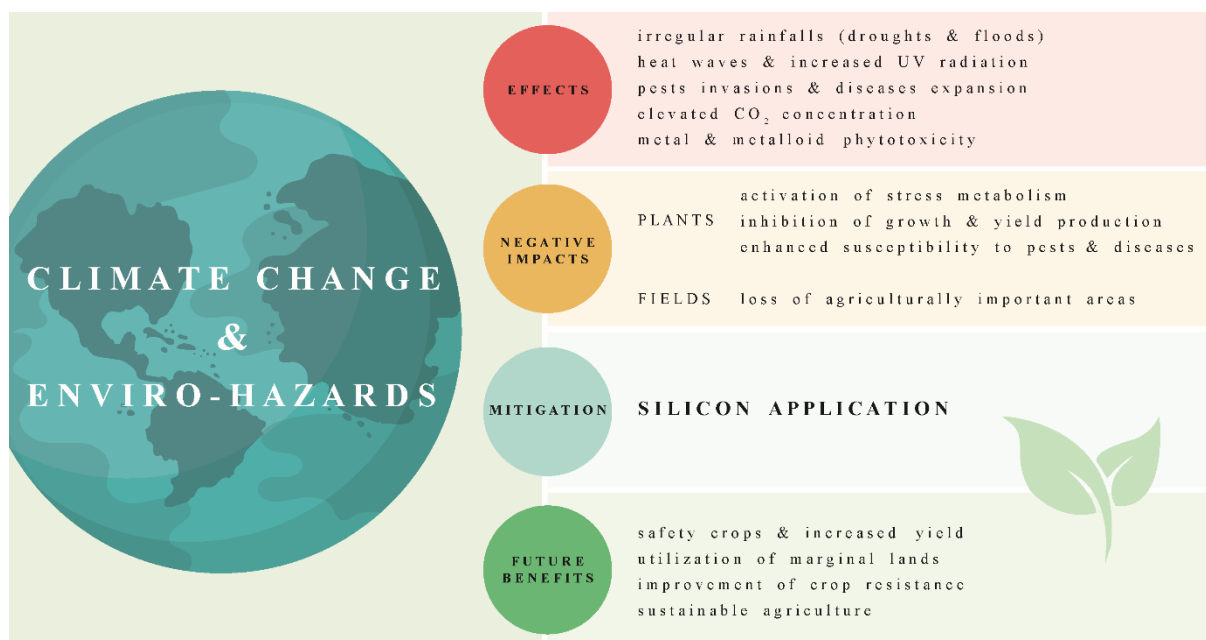 CLIMATE CHANGE
&
ENVIRO-HAZARDS
EFFECTS
irregular rainfalls (droughts & floods)
heat waves & increased UV radiation
pests invasions & diseases expansion
elevated CO₂ concentration
metal & metalloid phytotoxicity
NEGATIVE
IMPACTS
PLANTS
activation of stress metabolism
inhibition of growth & yield production
enhanced susceptibility to pests & diseases
FIELDS loss of agriculturally important areas
MITIGATION
SILICON APPLICATION
FUTURE
BENEFITS
safety crops & increased yield
utilization of marginal lands
improvement of crop resistance
sustainable agriculture